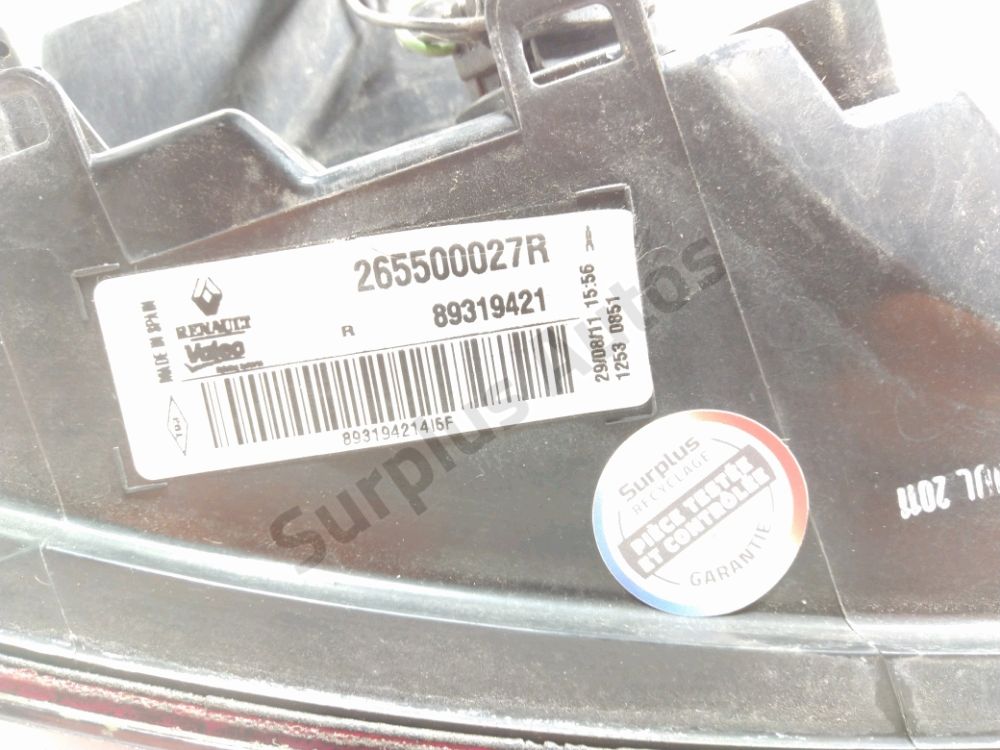 265500027R
A
RENAULT
Valeo
R
89319421
MADE IN SPAIN
89319421415F
29/08/11 15:56
1253 0851
Surplus
RECYCLAGE
PIÈCE TESTÉE
ET CONTRÔLÉE
GARANTIE
2011
Surplus Autos